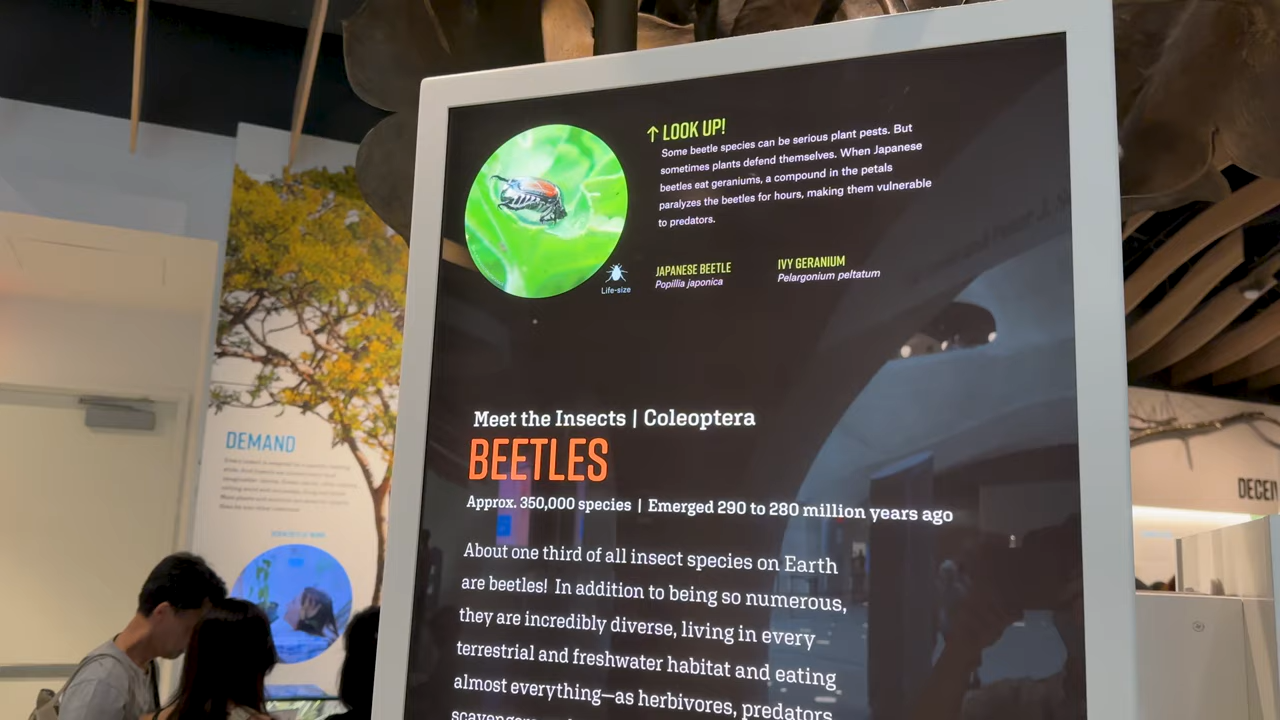 ↑ LOOK UP!
Some beetle species can be serious plant pests. But
sometimes plants defend themselves. When Japanese
beetles eat geraniums, a compound in the petals
paralyzes the beetles for hours, making them vulnerable
to predators.
Life-size
JAPANESE BEETLE
Popillia japonica
IVY GERANIUM
Pelargonium peltatum
Meet the Insects | Coleoptera
BEETLES
Approx. 350,000 species | Emerged 290 to 280 million years ago
About one third of all insect species on Earth
are beetles! In addition to being so numerous,
they are incredibly diverse, living in every
terrestrial and freshwater habitat and eating
almost everything—as herbivores, predators
DEMAND